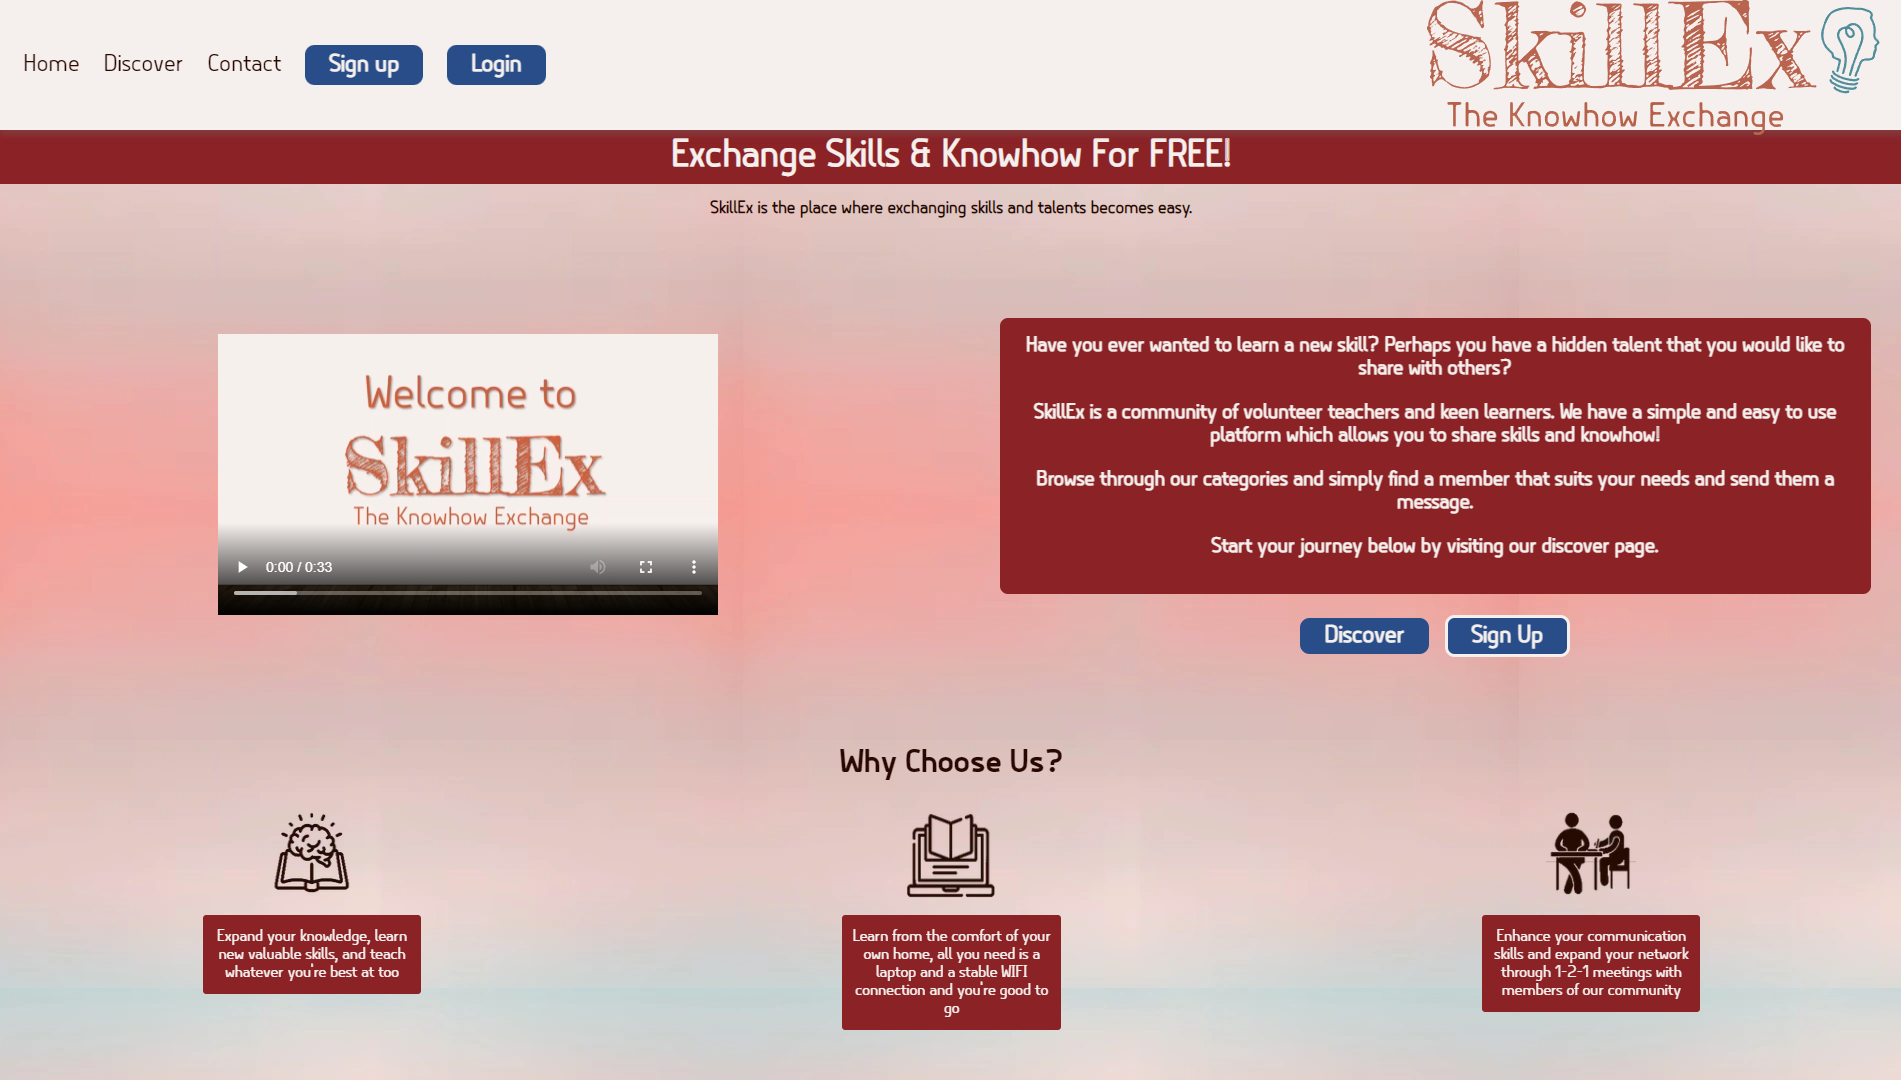 Home Discover Contact Sign up Login
SkillEx
The Knowhow Exchange
Exchange Skills & Knowhow For FREE!
SkillEx is the place where exchanging skills and talents becomes easy.
Welcome to
SkillEx
The Knowhow Exchange
0:00 / 0:33
Have you ever wanted to learn a new skill? Perhaps you have a hidden talent that you would like to
share with others?
SkillEx is a community of volunteer teachers and keen learners. We have a simple and easy to use
platform which allows you to share skills and knowhow!
Browse through our categories and simply find a member that suits your needs and send them a
message.
Start your journey below by visiting our discover page.
Discover Sign Up
Why Choose Us?
Expand your knowledge, learn
new valuable skills, and teach
whatever you're best at too
Learn from the comfort of your
own home, all you need is a
laptop and a stable WIFI
connection and you're good to
go
Enhance your communication
skills and expand your network
through 1-2-1 meetings with
members of our community